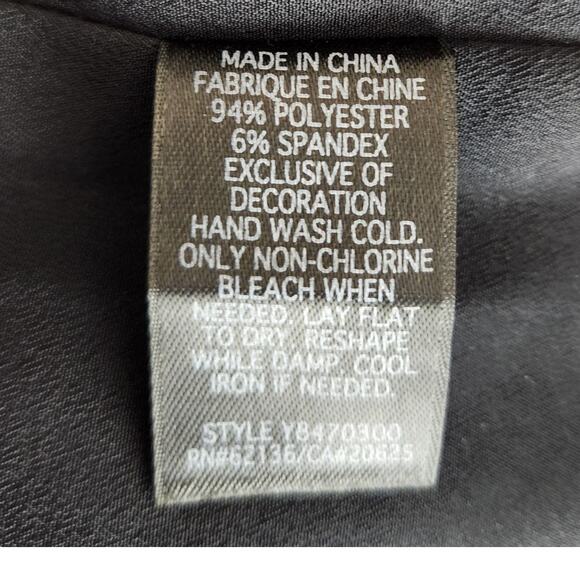 MADE IN CHINA
FABRIQUE EN CHINE
94% POLYESTER
6% SPANDEX
EXCLUSIVE OF
DECORATION
HAND WASH COLD.
ONLY NON-CHLORINE
BLEACH WHEN
NEEDED. LAY FLAT
TO DRY. RESHAPE
WHILE DAMP. COOL
IRON IF NEEDED.
STYLE Y8470300
RN#62136/CA#20625